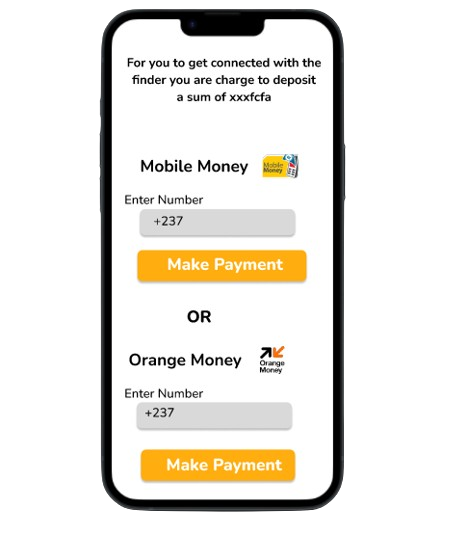 For you to get connected with the
finder you are charge to deposit
a sum of xxxfcfa
Mobile Money
Mobile
Money
Enter Number
+237
Make Payment
OR
Orange Money
Orange
Money
Enter Number
+237
Make Payment